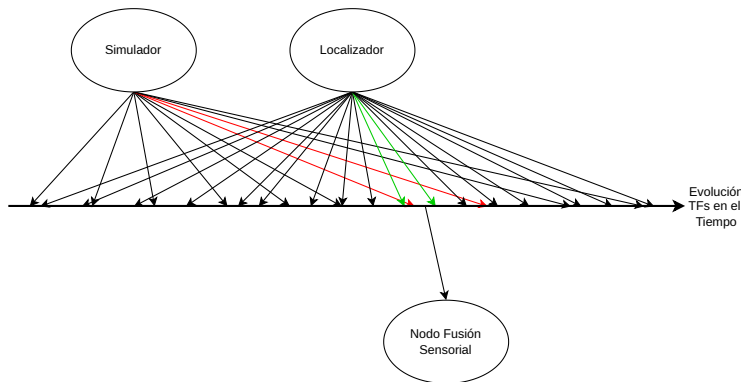 Simulador
Localizador
Evolución
TFs en el
Tiempo
Nodo Fusión
Sensorial